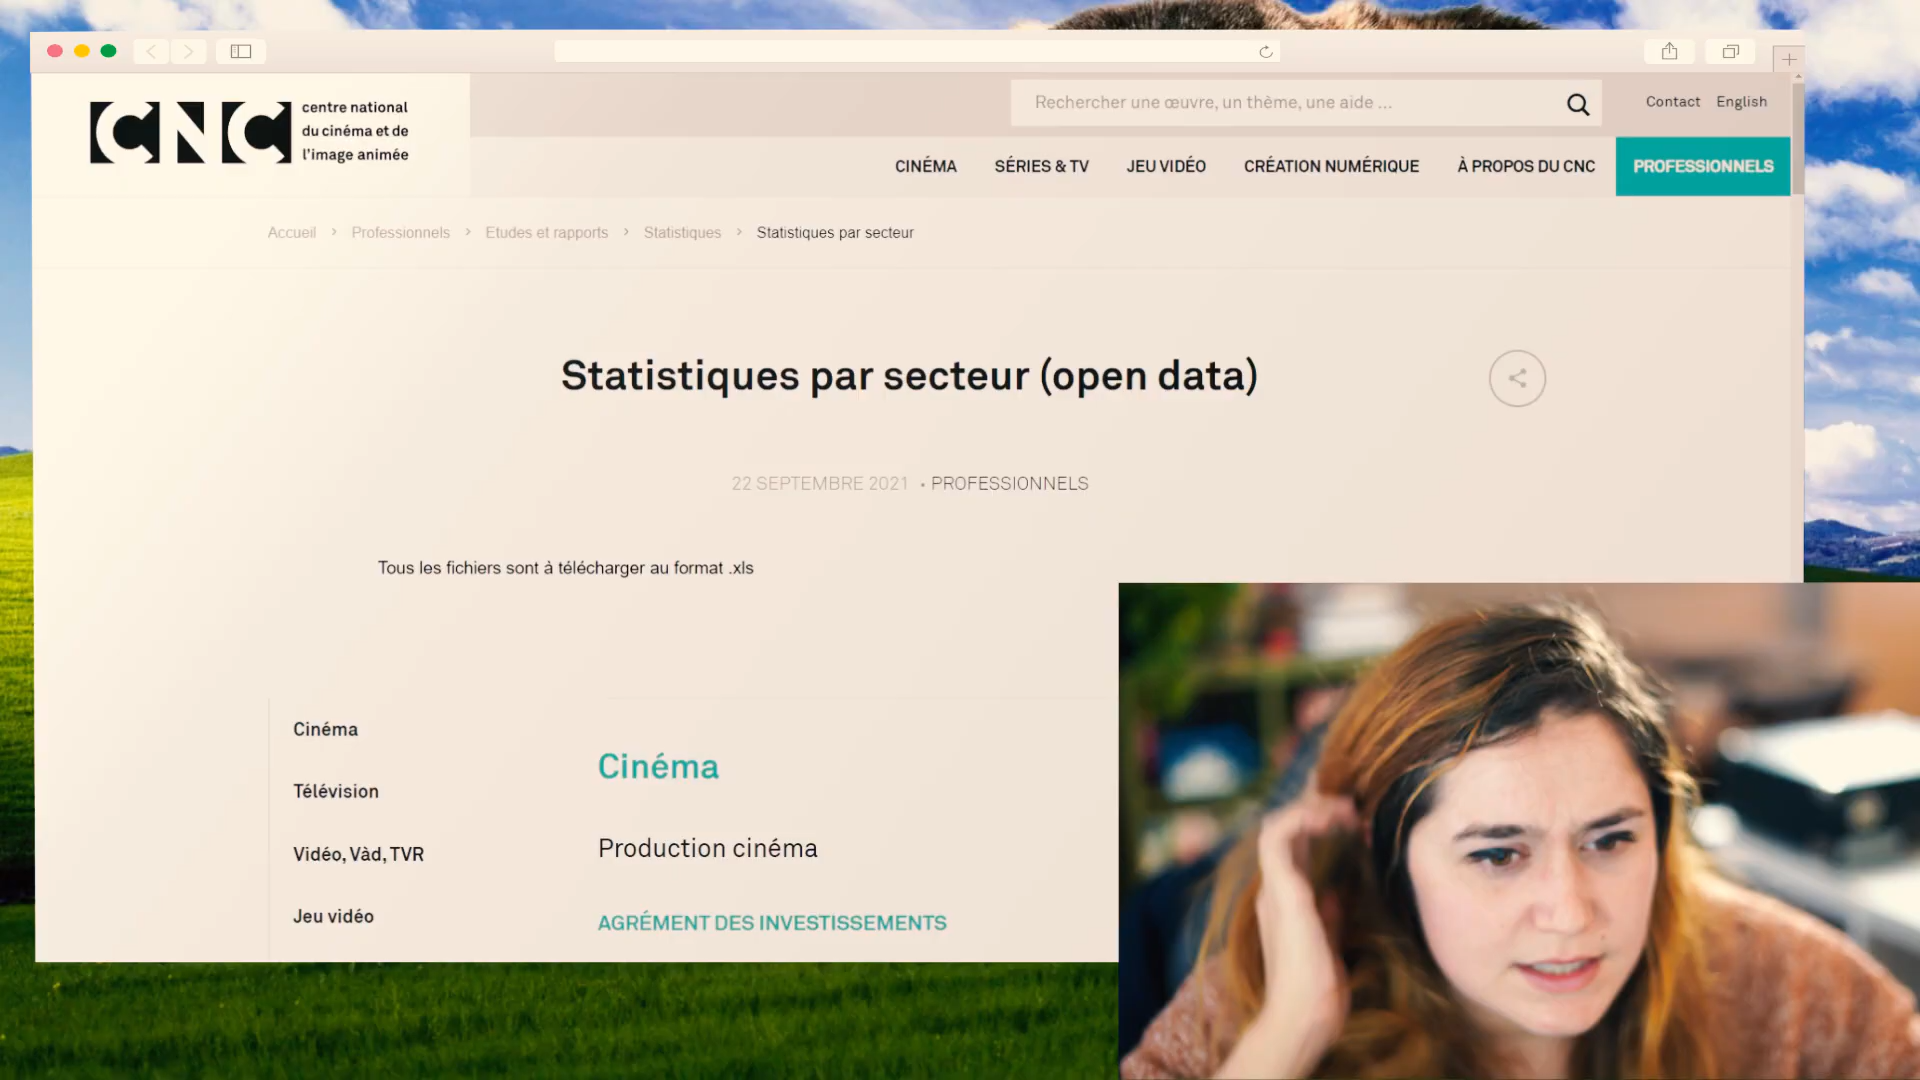 CNC
centre national
du cinéma et de
l'image animée
Rechercher une œuvre, un thème, une aide ...
Contact English
CINÉMA SÉRIES & TV JEU VIDÉO CRÉATION NUMÉRIQUE À PROPOS DU CNC PROFESSIONNELS
Accueil > Professionnels > Etudes et rapports > Statistiques > Statistiques par secteur
Statistiques par secteur (open data)
22 SEPTEMBRE 2021 • PROFESSIONNELS
Tous les fichiers sont à télécharger au format .xls
Cinéma
Télévision
Vidéo, Vàd, TVR
Jeu vidéo
Cinéma
Production cinéma
AGRÉMENT DES INVESTISSEMENTS